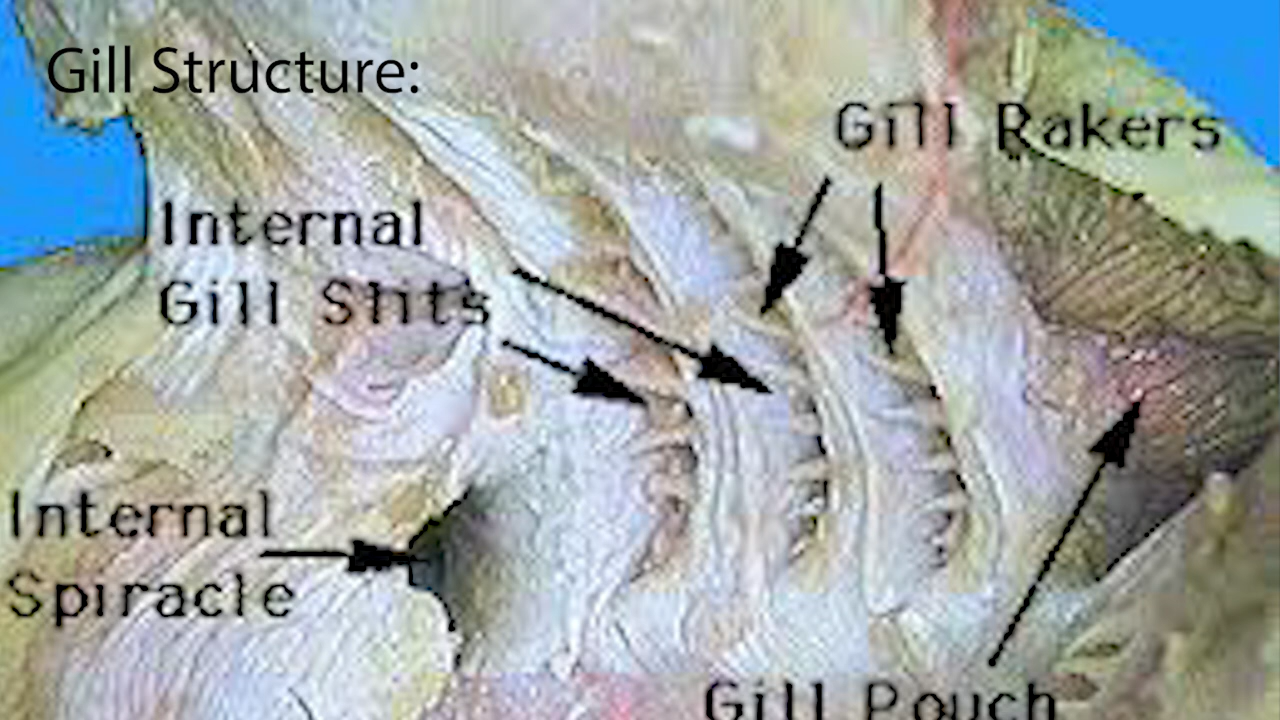 Gill Structure:
Gill Rakers
Internal
Gill Slits
Internal
Spiracle
Gill Pouch